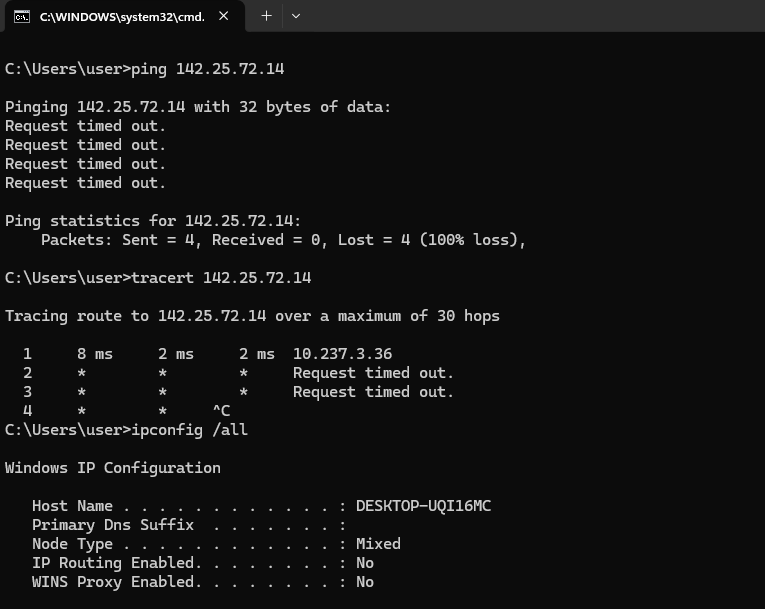 C:\WINDOWS\system32\cmd.
C:\Users\user>ping 142.25.72.14
Pinging 142.25.72.14 with 32 bytes of data:
Request timed out.
Request timed out.
Request timed out.
Request timed out.
Ping statistics for 142.25.72.14:
    Packets: Sent = 4, Received = 0, Lost = 4 (100% loss),
C:\Users\user>tracert 142.25.72.14
Tracing route to 142.25.72.14 over a maximum of 30 hops
  1     8 ms     2 ms     2 ms  10.237.3.36
  2     *        *        *     Request timed out.
  3     *        *        *     Request timed out.
  4     *        *     ^C
C:\Users\user>ipconfig /all
Windows IP Configuration
   Host Name . . . . . . . . . . . . : DESKTOP-UQI16MC
   Primary Dns Suffix  . . . . . . . :
   Node Type . . . . . . . . . . . . : Mixed
   IP Routing Enabled. . . . . . . . : No
   WINS Proxy Enabled. . . . . . . . : No